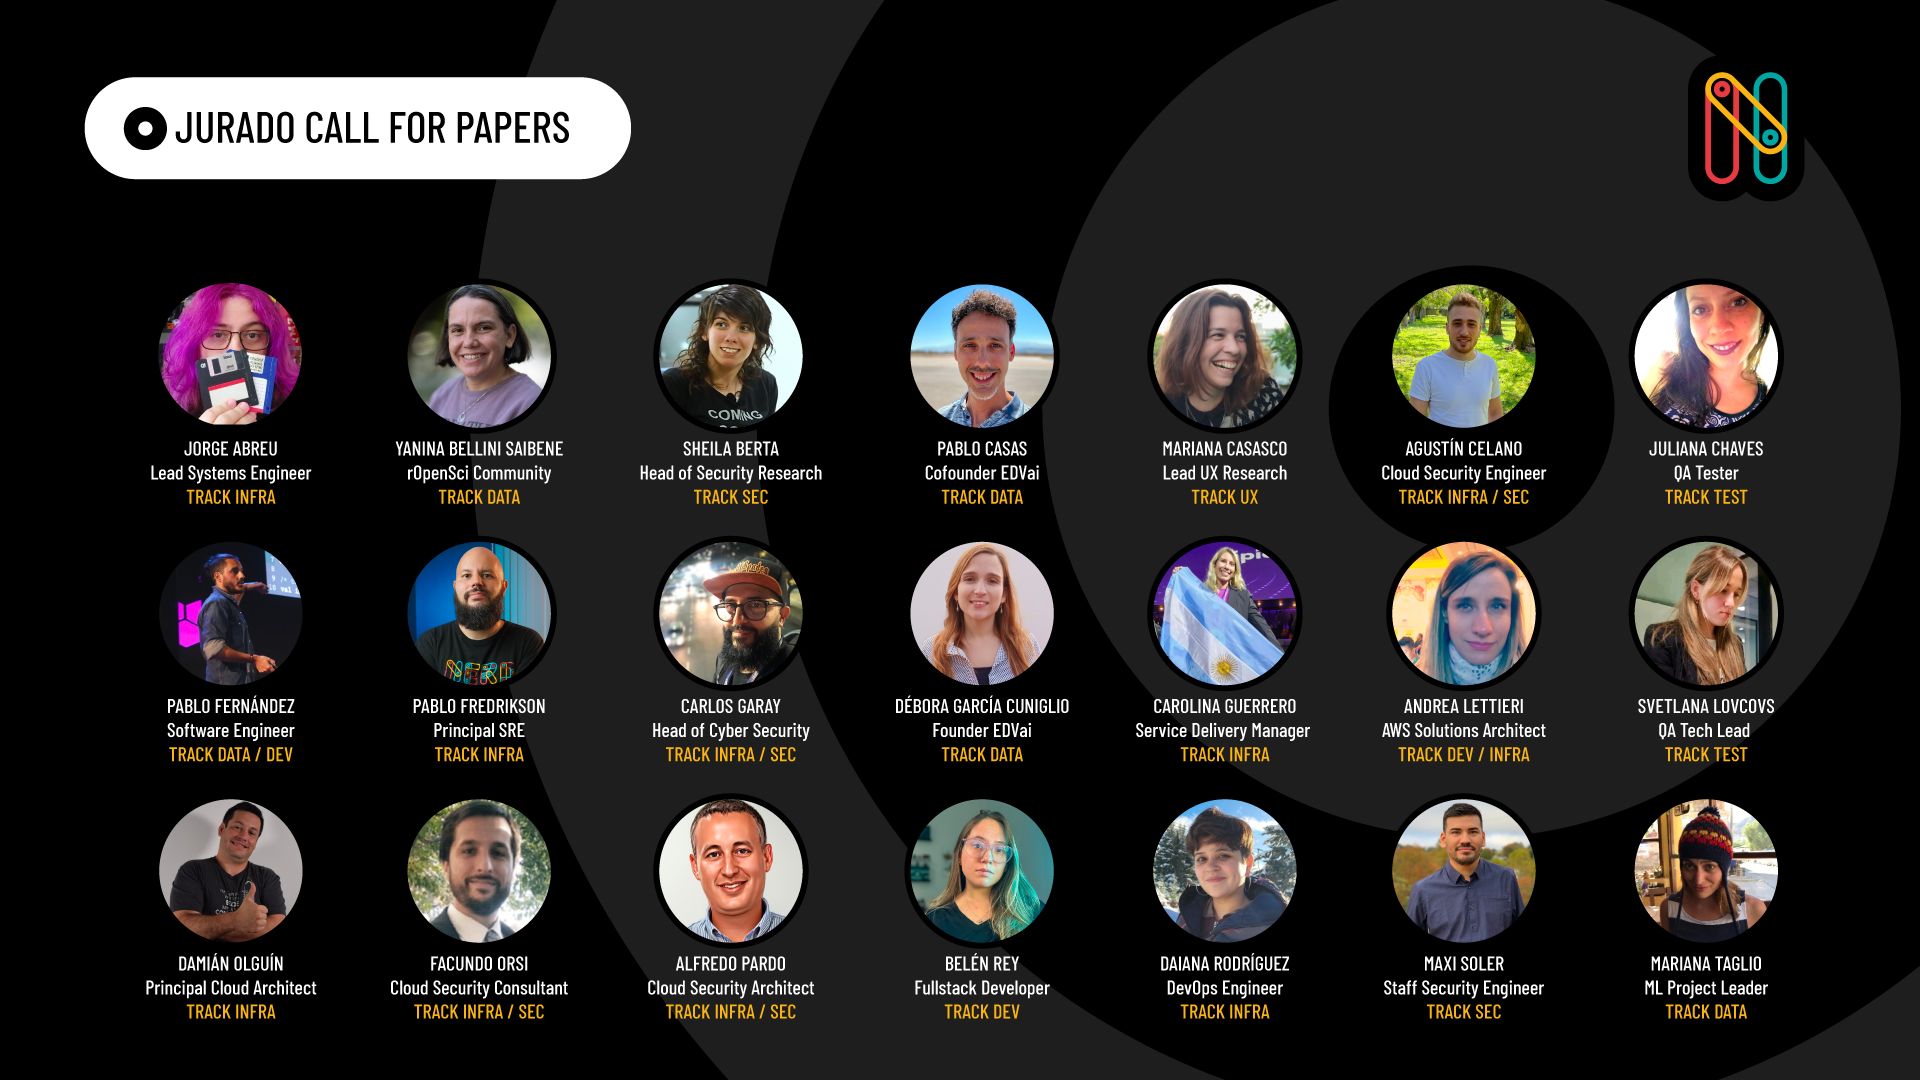 JURADO CALL FOR PAPERS
JORGE ABREU
Lead Systems Engineer
TRACK INFRA
YANINA BELLINI SAIBENE
rOpenSci Community
TRACK DATA
COMING
SHEILA BERTA
Head of Security Research
TRACK SEC
PABLO CASAS
Cofounder EDVai
TRACK DATA
MARIANA CASASCO
Lead UX Research
TRACK UX
AGUSTÍN CELANO
Cloud Security Engineer
TRACK INFRA / SEC
JULIANA CHAVES
QA Tester
TRACK TEST
PABLO FERNÁNDEZ
Software Engineer
TRACK DATA / DEV
PABLO FREDRIKSON
Principal SRE
TRACK INFRA
CARLOS GARAY
Head of Cyber Security
TRACK INFRA / SEC
DÉBORA GARCÍA CUNIGLIO
Founder EDVai
TRACK DATA
CAROLINA GUERRERO
Service Delivery Manager
TRACK INFRA
ANDREA LETTIERI
AWS Solutions Architect
TRACK DEV / INFRA
SVETLANA LOVCOVS
QA Tech Lead
TRACK TEST
DAMIÁN OLGUÍN
Principal Cloud Architect
TRACK INFRA
FACUNDO ORSI
Cloud Security Consultant
TRACK INFRA / SEC
ALFREDO PARDO
Cloud Security Architect
TRACK INFRA / SEC
BELÉN REY
Fullstack Developer
TRACK DEV
DAIANA RODRÍGUEZ
DevOps Engineer
TRACK INFRA
MAXI SOLER
Staff Security Engineer
TRACK SEC
MARIANA TAGLIO
ML Project Leader
TRACK DATA